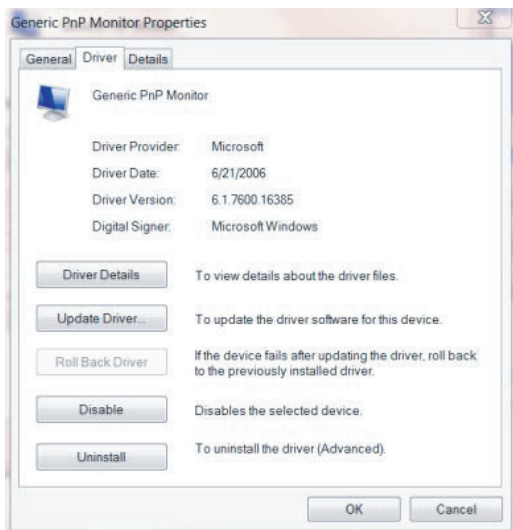 Generic PnP Monitor Properties
General Driver Details
Generic PnP Monitor
Driver Provider: Microsoft
Driver Date: 6/21/2006
Driver Version: 6.1.7600.16385
Digital Signer: Microsoft Windows
Driver Details To view details about the driver files.
Update Driver... To update the driver software for this device.
Roll Back Driver If the device fails after updating the driver, roll back
to the previously installed driver.
Disable Disables the selected device.
Uninstall To uninstall the driver (Advanced).
OK Cancel